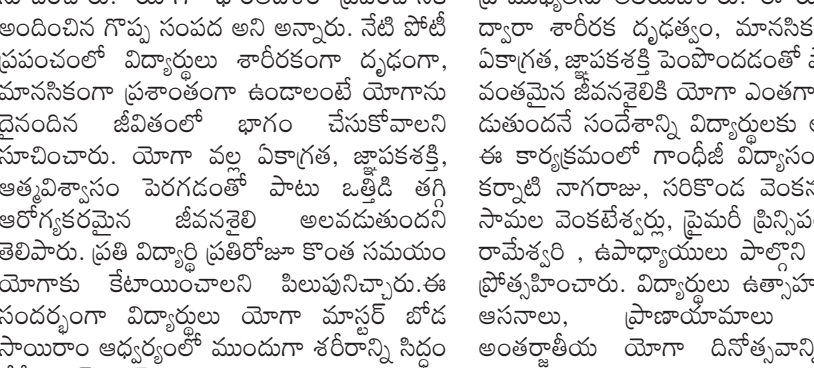 అందించిన గొప్ప సంపద అని అన్నారు. నేటి పోటీ
ప్రపంచంలో విద్యార్థులు శారీరకంగా దృఢంగా,
మానసికంగా ప్రశాంతంగా ఉండాలంటే యోగాను
దైనందిన జీవితంలో భాగం చేసుకోవాలని
సూచించారు. యోగా వల్ల ఏకాగ్రత, జ్ఞాపకశక్తి,
ఆత్మవిశ్వాసం పెరగడంతో పాటు ఒత్తిడి తగ్గి
ఆరోగ్యకరమైన జీవనశైలి అలవడుతుందని
తెలిపారు. ప్రతి విద్యార్థి ప్రతిరోజూ కొంత సమయం
యోగాకు కేటాయించాలని పిలుపునిచ్చారు.ఈ
సందర్భంగా విద్యార్థులు యోగా మాస్టర్ బోడ
సాయిరాం ఆధ్వర్యంలో ముందుగా శరీరాన్ని సిద్ధం
ద్వారా శారీరక దృఢత్వం, మానసిక
ఏకాగ్రత, జ్ఞాపకశక్తి పెంపొందడంతో
వంతమైన జీవనశైలికి యోగా ఎంతగా
డుతుందనే సందేశాన్ని విద్యార్థులకు
ఈ కార్యక్రమంలో గాంధీజీ విద్యాసం
కర్నాటి నాగరాజు, సరికొండ వెంకన
సామల వెంకటేశ్వర్లు, ప్రైమరీ ప్రిన్సిప
రామేశ్వరి , ఉపాధ్యాయులు పాల్గొని
ప్రోత్సహించారు. విద్యార్థులు ఉత్సాహ
ఆసనాలు, ప్రాణాయామాలు
అంతర్జాతీయ యోగా దినోత్సవాన్ని